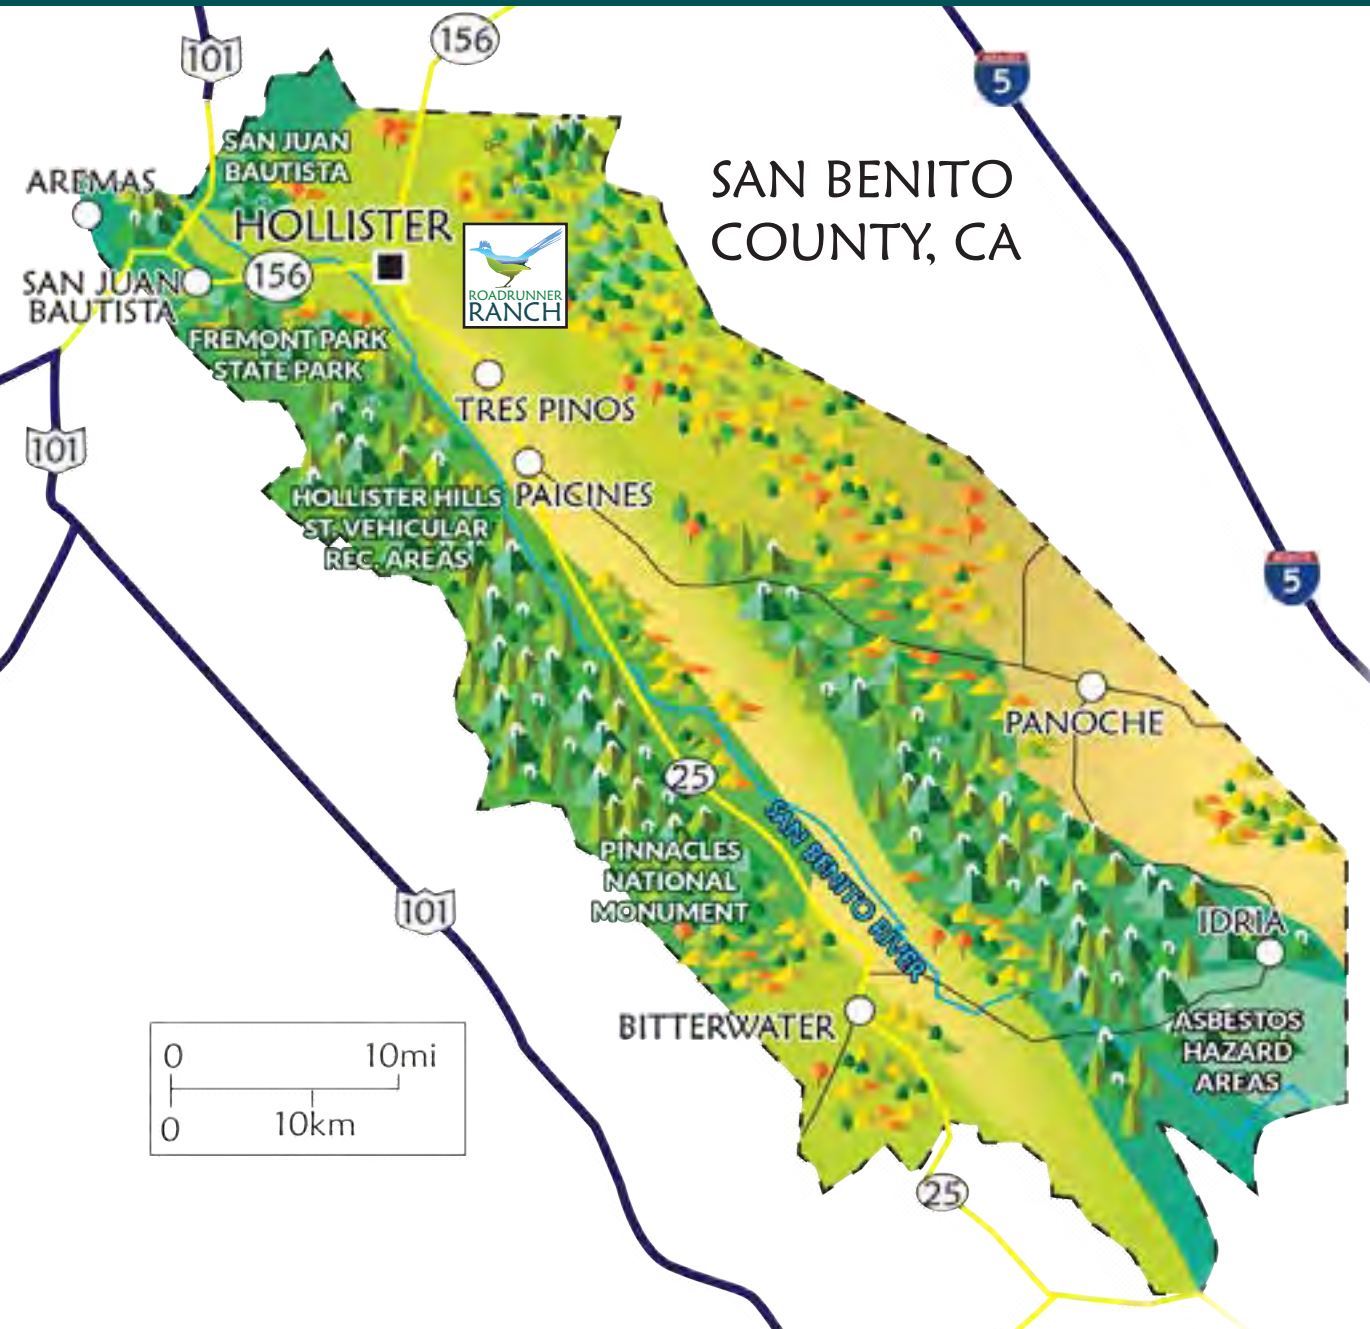 101
156
5
SAN JUAN
BAUTISTA
AREMAS
SAN BENITO
COUNTY, CA
HOLLISTER
ROADRUNNER
RANCH
156
SAN JUAN
BAUTISTA
FREMONT PARK
STATE PARK
TRES PINOS
101
PAICINES
HOLLISTER HILLS
ST. VEHICULAR
REC. AREAS
5
PANOCHE
25
SAN BENITO RIVER
PINNACLES
NATIONAL
MONUMENT
101
IDRIA
BITTERWATER
ASBESTOS
HAZARD
AREAS
0 10mi
0 10km
25